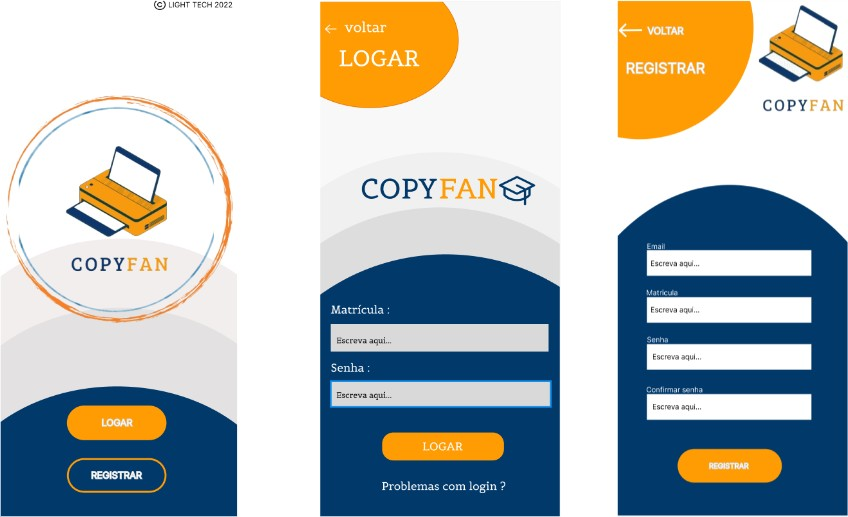 © LIGHT TECH 2022
COPYFAN
LOGAR
REGISTRAR
← voltar
LOGAR
COPYFAN
Matrícula :
Escreva aqui...
Senha :
Escreva aqui...
LOGAR
Problemas com login ?
← VOLTAR
REGISTRAR
COPYFAN
Email
Escreva aqui...
Matricula
Escreva aqui...
Senha
Escreva aqui...
Confirmar senha
Escreva aqui...
REGISTRAR